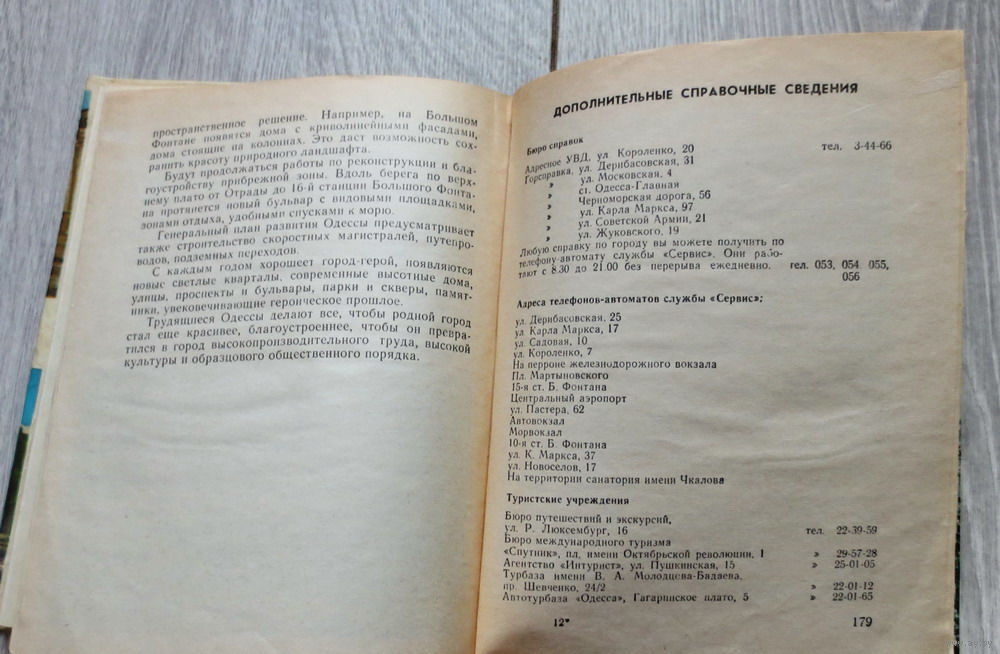 пространственное решение. Например, на Большом
Фонтане появятся дома с криволинейными фасадами,
дома стоящие на колоннах. Это даст возможность сох-
ранить красоту природного ландшафта.
Будут продолжаться работы по реконструкции и бла-
гоустройству прибрежной зоны. Вдоль берега по верх-
нему плато от Отрады до 16-й станции Большого Фонта-
на протянется новый бульвар с видовыми площадками,
зонами отдыха, удобными спусками к морю.
Генеральный план развития Одессы предусматривает
также строительство скоростных магистралей, путепро-
водов, подземных переходов.
С каждым годом хорошеет город-герой, появляются
новые светлые кварталы, современные высотные дома,
улицы, проспекты и бульвары, парки и скверы, памят-
ники, увековечивающие героическое прошлое.
Трудящиеся Одессы делают все, чтобы родной город
стал еще красивее, благоустроеннее, чтобы он превра-
тился в город высокопроизводительного труда, высокой
культуры и образцового общественного порядка.
ДОПОЛНИТЕЛЬНЫЕ СПРАВОЧНЫЕ СВЕДЕНИЯ
Бюро справок
Адресное УВД, ул. Короленко, 20 тел. 3-44-66
Горсправка, ул. Дерибасовская, 31
» ул. Московская, 4
» ст. Одесса-Главная
» Черноморская дорога, 56
» ул. Карла Маркса, 97
» ул. Советской Армии, 21
» ул. Жуковского, 19
Любую справку по городу вы можете получить по
телефону-автомату службы «Сервис». Они рабо-
тают с 8.30 до 21.00 без перерыва ежедневно. тел. 053, 054, 055,
056
Адреса телефонов-автоматов службы «Сервис»:
ул. Дерибасовская, 25
ул. Карла Маркса, 17
ул. Садовая, 10
ул. Короленко, 7
На перроне железнодорожного вокзала
Пл. Мартыновского
15-я ст. Б. Фонтана
Центральный аэропорт
ул. Пастера, 62
Автовокзал
Морвокзал
10-я ст. Б. Фонтана
ул. К. Маркса, 37
ул. Новоселов, 17
На территории санатория имени Чкалова
Туристские учреждения
Бюро путешествий и экскурсий,
ул. Р. Люксембург, 16 тел. 22-39-59
Бюро международного туризма
«Спутник», пл. имени Октябрьской революции, 1 » 29-57-28
Агентство «Интурист», ул. Пушкинская, 15 » 25-01-05
Турбаза имени В. А. Молодцева-Бадаева,
пр. Шевченко, 24/2 » 22-01-12
Автотурбаза «Одесса», Гагаринское плато, 5 » 22-01-65
12* 179